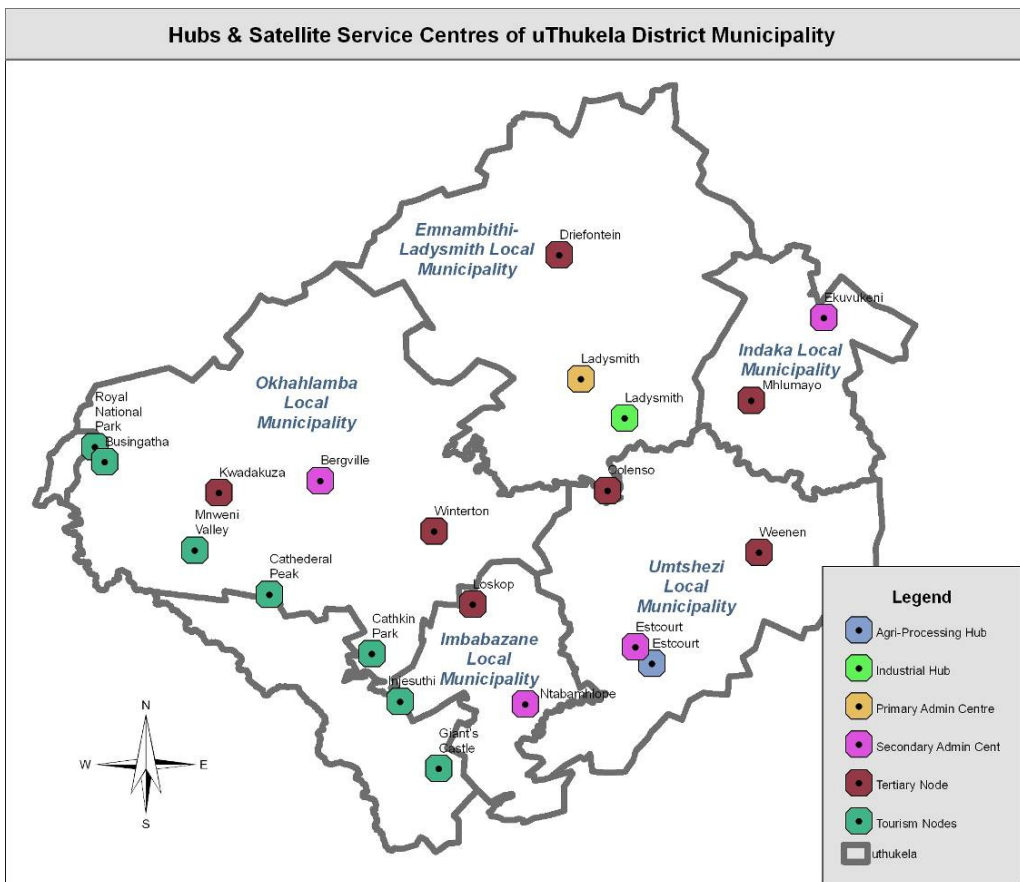 Hubs & Satellite Service Centres of uThukela District Municipality
Emnambithi-
Ladysmith Local
Municipality
Driefontein
Ekuvukeni
Indaka Local
Municipality
Mhlumayo
Ladysmith
Ladysmith
Okhahlamba
Local
Municipality
Royal
National
Park
Busingatha
Kwadakuza
Bergville
Mnweni
Valley
Winterton
Colenso
Weenen
Cathederal
Peak
Loskop
Umtshezi
Local
Municipality
Cathkin
Park
Imbabazane
Local
Municipality
Estcourt
Estcourt
Injesuthi
Ntabamhlope
Giant's
Castle
N
W
E
S
Legend
Agri-Processing Hub
Industrial Hub
Primary Admin Centre
Secondary Admin Cent
Tertiary Node
Tourism Nodes
uthukela